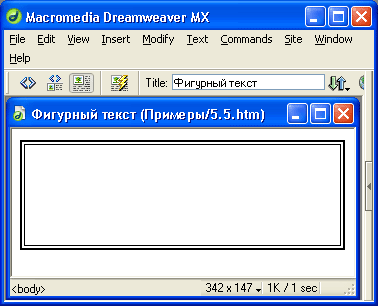 Macromedia Dreamweaver MX
File Edit View Insert Modify Text Commands Site Window
Help
Title: Фигурный текст
Фигурный текст (Примеры/5.5.htm)
<body> 342 x 147 1K / 1 sec